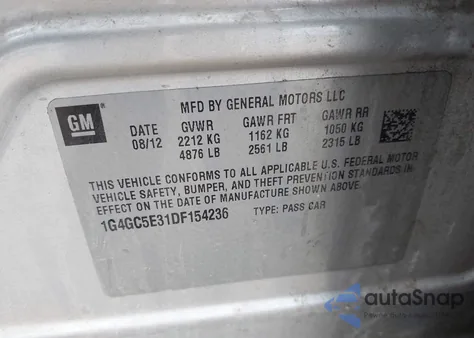 MFD BY GENERAL MOTORS LLC
GM
DATE GVWR GAWR FRT GAWR RR
08/12 2212 KG 1162 KG 1050 KG
4876 LB 2561 LB 2315 LB
THIS VEHICLE CONFORMS TO ALL APPLICABLE U.S. FEDERAL MOTOR
VEHICLE SAFETY, BUMPER, AND THEFT PREVENTION STANDARDS IN
EFFECT ON THE DATE OF MANUFACTURE SHOWN ABOVE.
1G4GC5E31DF154236 TYPE: PASS CAR
autoSnap